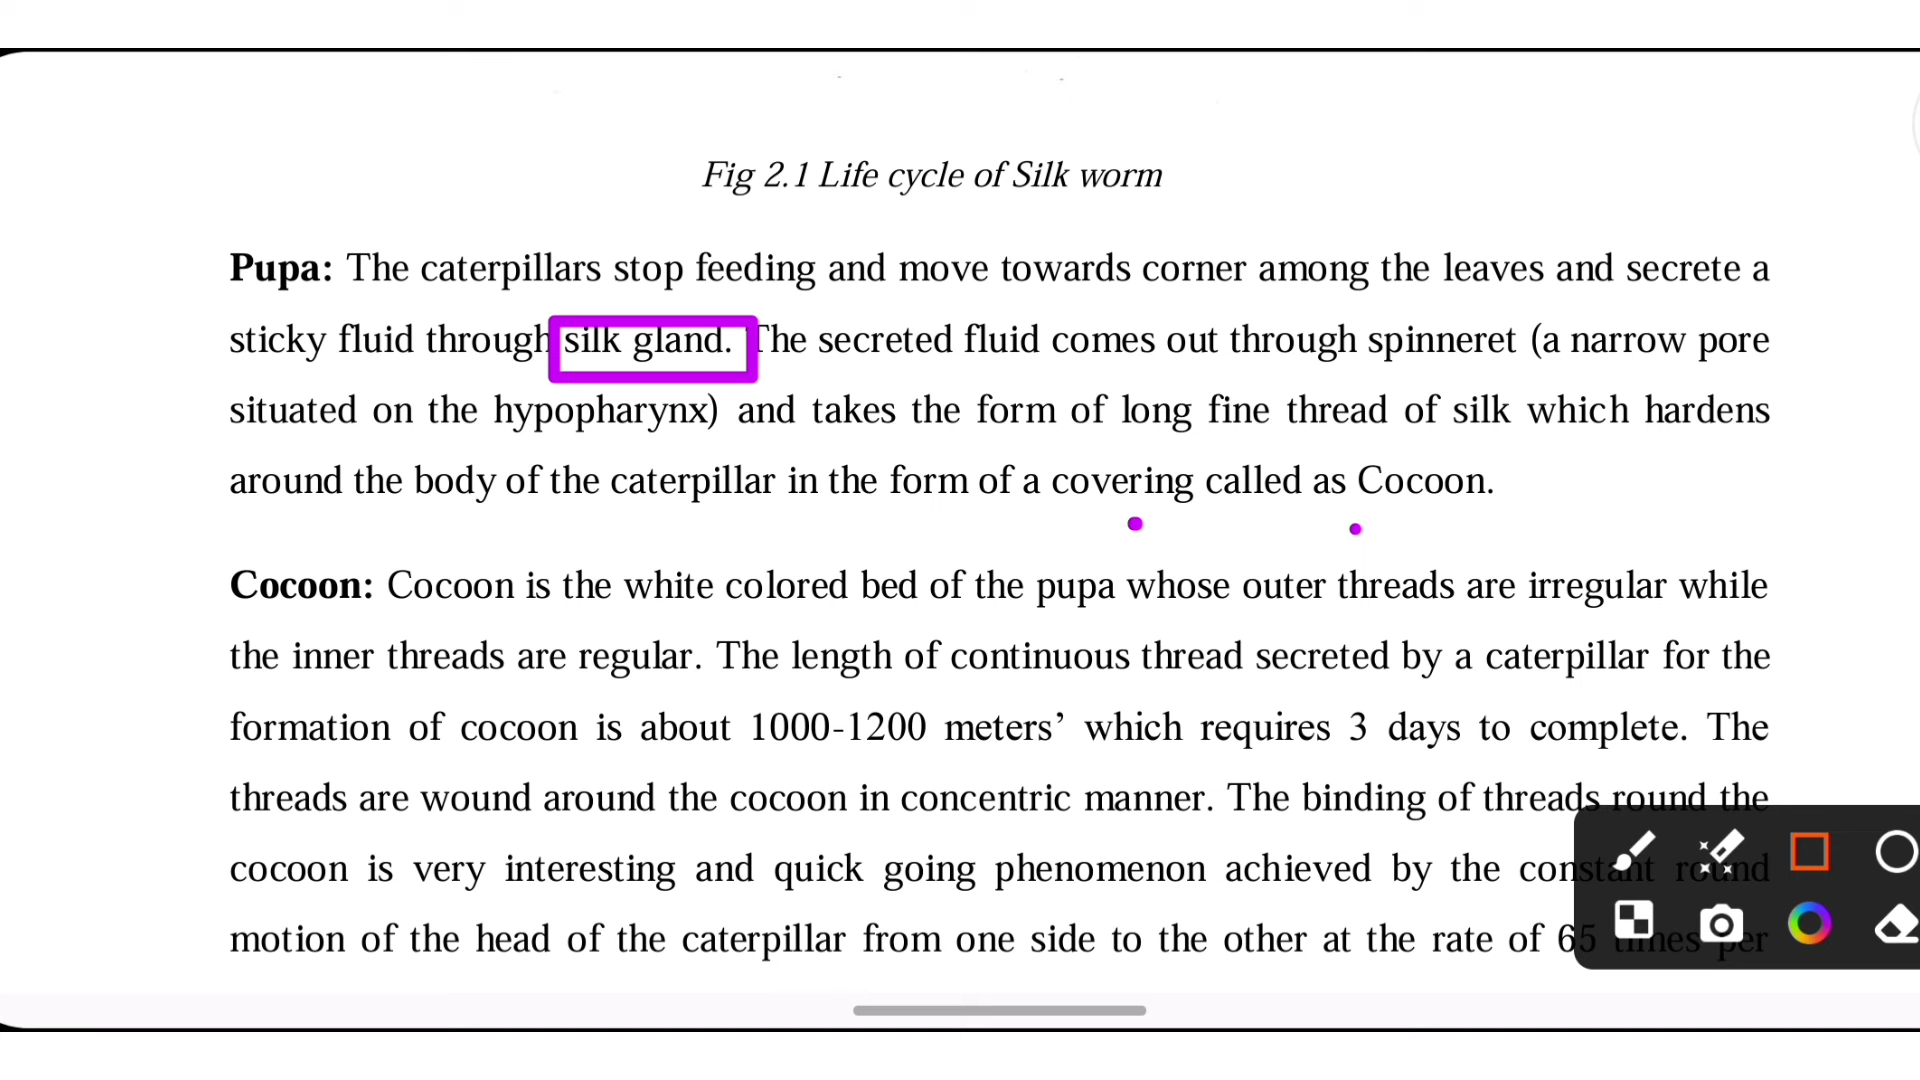 Fig 2.1 Life cycle of Silk worm
Pupa: The caterpillars stop feeding and move towards corner among the leaves and secrete a
sticky fluid through silk gland. The secreted fluid comes out through spinneret (a narrow pore
situated on the hypopharynx) and takes the form of long fine thread of silk which hardens
around the body of the caterpillar in the form of a covering called as Cocoon.
Cocoon: Cocoon is the white colored bed of the pupa whose outer threads are irregular while
the inner threads are regular. The length of continuous thread secreted by a caterpillar for the
formation of cocoon is about 1000-1200 meters’ which requires 3 days to complete. The
threads are wound around the cocoon in concentric manner. The binding of threads round the
cocoon is very interesting and quick going phenomenon achieved by the constant round
motion of the head of the caterpillar from one side to the other at the rate of 65 times per